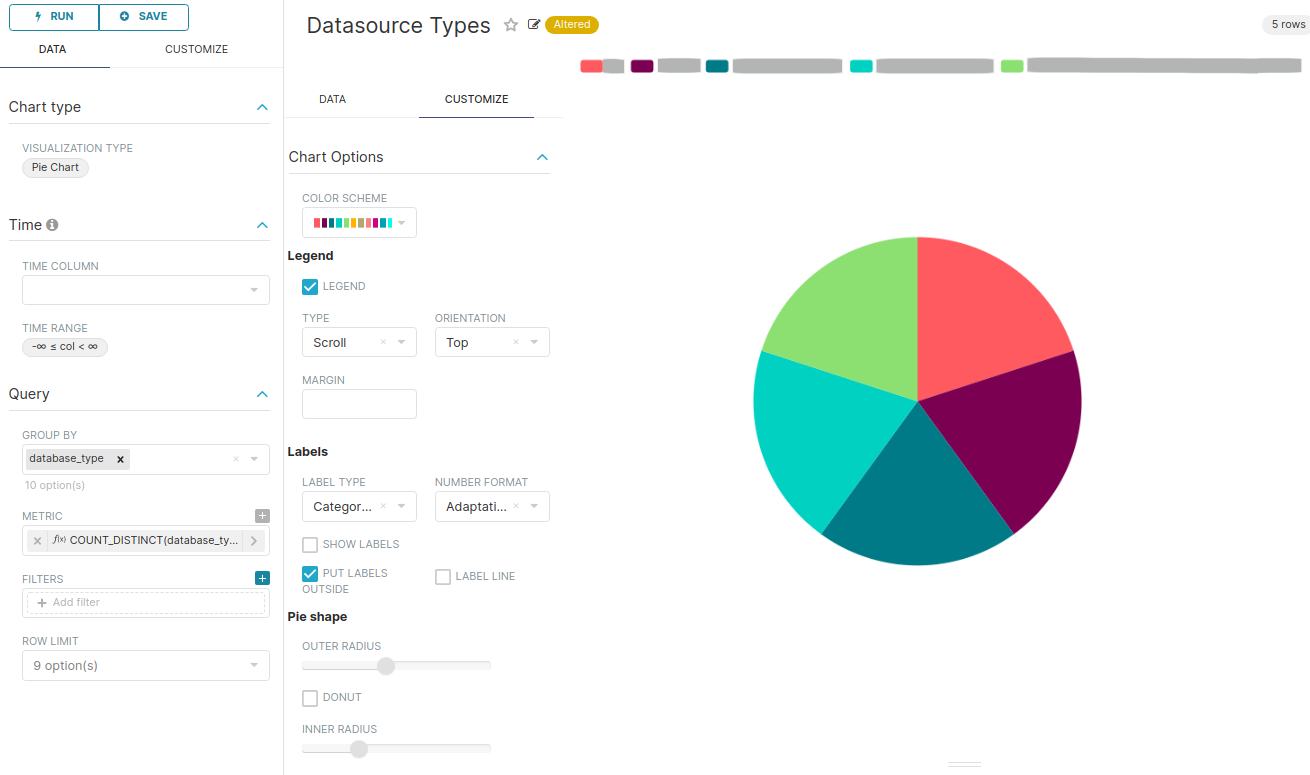 RUN
SAVE
DATA
CUSTOMIZE
Chart type
VISUALIZATION TYPE
Pie Chart
Time
TIME COLUMN
TIME RANGE
-∞ ≤ col < ∞
Query
GROUP BY
database_type
10 option(s)
METRIC
f(x) COUNT_DISTINCT(database_ty...
FILTERS
Add filter
ROW LIMIT
9 option(s)
Datasource Types
Altered
5 rows
DATA
CUSTOMIZE
Chart Options
COLOR SCHEME
Legend
LEGEND
TYPE
ORIENTATION
Scroll
Top
MARGIN
Labels
LABEL TYPE
NUMBER FORMAT
Categor...
Adaptati...
SHOW LABELS
PUT LABELS
OUTSIDE
LABEL LINE
Pie shape
OUTER RADIUS
DONUT
INNER RADIUS